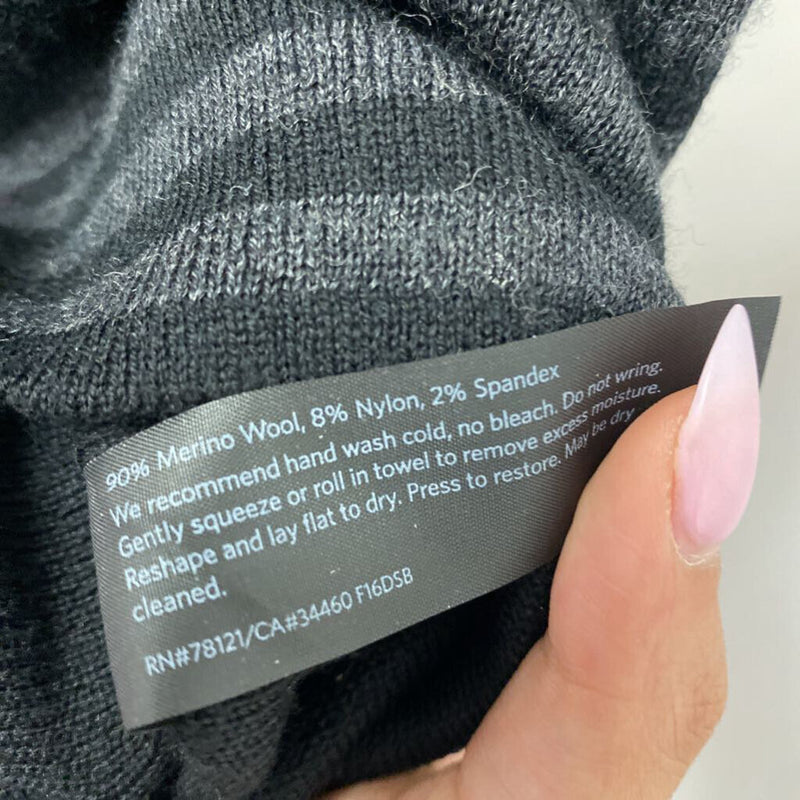 90% Merino Wool, 8% Nylon, 2% Spandex
We recommend hand wash cold, no bleach. Do not wring.
Gently squeeze or roll in towel to remove excess moisture.
Reshape and lay flat to dry. Press to restore. May be dry
cleaned.
RN#78121/CA#34460 F16DSB